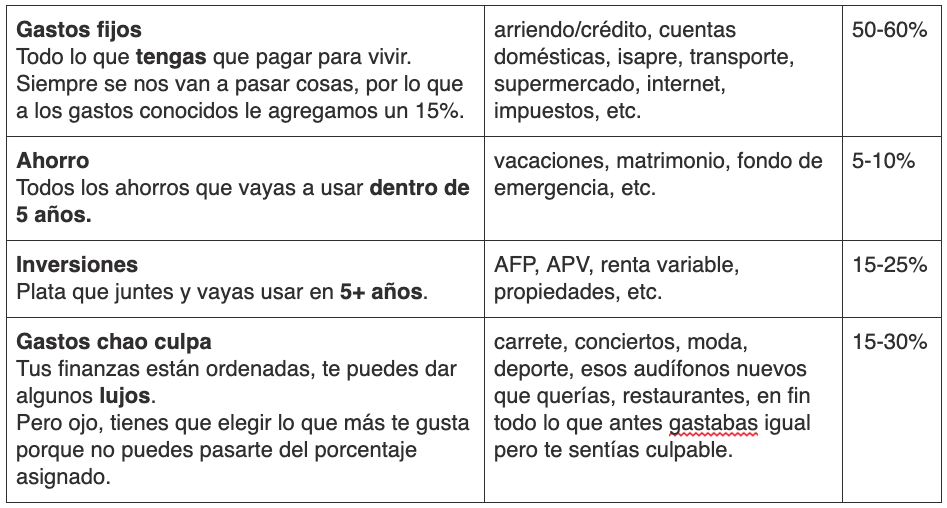 Gastos fijos
Todo lo que tengas que pagar para vivir.
Siempre se nos van a pasar cosas, por lo que
a los gastos conocidos le agregamos un 15%.
arriendo/crédito, cuentas
domésticas, isapre, transporte,
supermercado, internet,
impuestos, etc.
50-60%
Ahorro
Todos los ahorros que vayas a usar dentro de
5 años.
vacaciones, matrimonio, fondo de
emergencia, etc.
5-10%
Inversiones
Plata que juntes y vayas usar en 5+ años.
AFP, APV, renta variable,
propiedades, etc.
15-25%
Gastos chao culpa
Tus finanzas están ordenadas, te puedes dar
algunos lujos.
Pero ojo, tienes que elegir lo que más te gusta
porque no puedes pasarte del porcentaje
asignado.
carrete, conciertos, moda,
deporte, esos audífonos nuevos
que querías, restaurantes, en fin
todo lo que antes gastabas igual
pero te sentías culpable.
15-30%